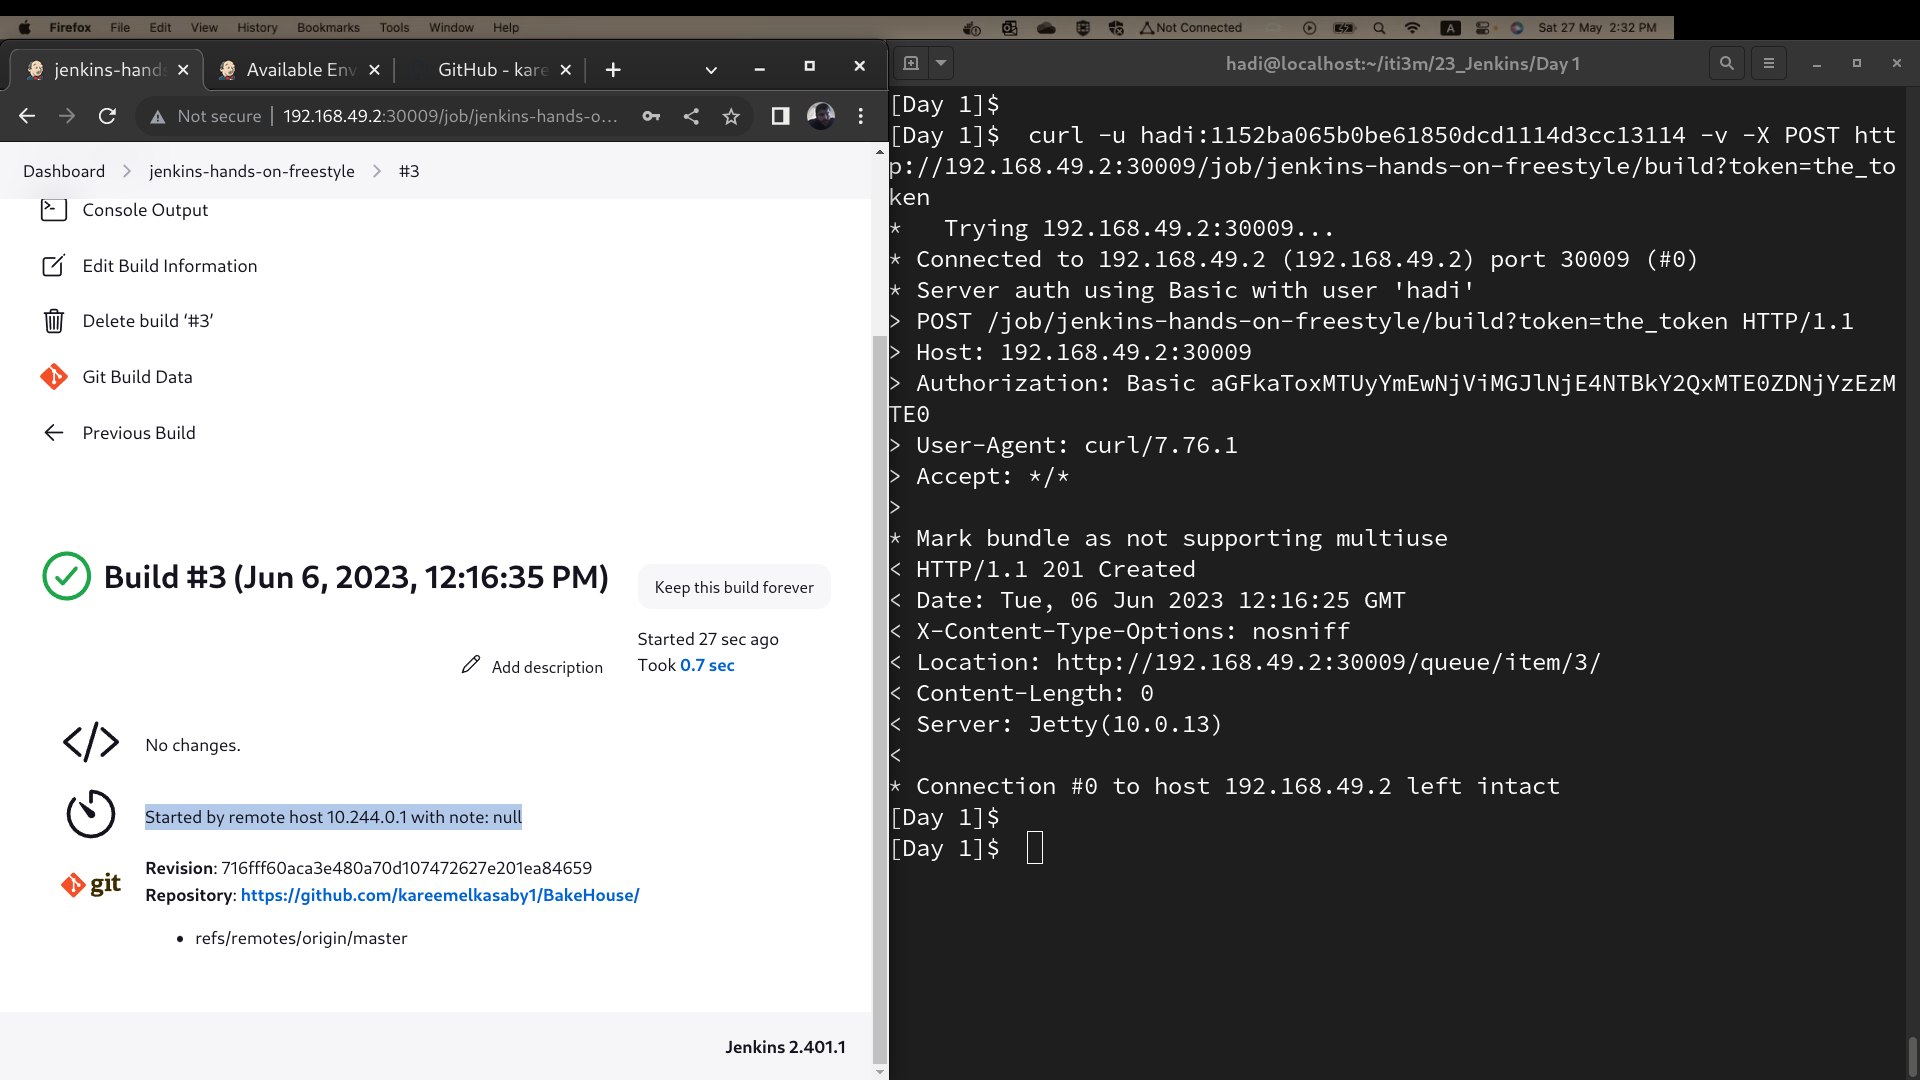 Firefox File Edit View History Bookmarks Tools Window Help
Not Connected
A
Sat 27 May 2:32 PM
jenkins-hands
Available Env
GitHub - kare
Not secure
192.168.49.2:30009/job/jenkins-hands-o...
Dashboard
jenkins-hands-on-freestyle
#3
Console Output
Edit Build Information
Delete build ‘#3’
Git Build Data
Previous Build
Build #3 (Jun 6, 2023, 12:16:35 PM)
Keep this build forever
Started 27 sec ago
Took 0.7 sec
Add description
No changes.
Started by remote host 10.244.0.1 with note: null
git
Revision: 716fff60aca3e480a70d107472627e201ea84659
Repository: https://github.com/kareemelkasaby1/BakeHouse/
• refs/remotes/origin/master
Jenkins 2.401.1
hadi@localhost:~/iti3m/23_Jenkins/Day 1
[Day 1]$
[Day 1]$ curl -u hadi:1152ba065b0be61850dcd1114d3cc13114 -v -X POST htt
p://192.168.49.2:30009/job/jenkins-hands-on-freestyle/build?token=the_to
ken
*   Trying 192.168.49.2:30009...
* Connected to 192.168.49.2 (192.168.49.2) port 30009 (#0)
* Server auth using Basic with user 'hadi'
> POST /job/jenkins-hands-on-freestyle/build?token=the_token HTTP/1.1
> Host: 192.168.49.2:30009
> Authorization: Basic aGFkaToxMTUyYmEwNjViMGJlNjE4NTBkY2QxMTE0ZDNjYzEzM
TE0
> User-Agent: curl/7.76.1
> Accept: */*
>
* Mark bundle as not supporting multiuse
< HTTP/1.1 201 Created
< Date: Tue, 06 Jun 2023 12:16:25 GMT
< X-Content-Type-Options: nosniff
< Location: http://192.168.49.2:30009/queue/item/3/
< Content-Length: 0
< Server: Jetty(10.0.13)
<
* Connection #0 to host 192.168.49.2 left intact
[Day 1]$
[Day 1]$